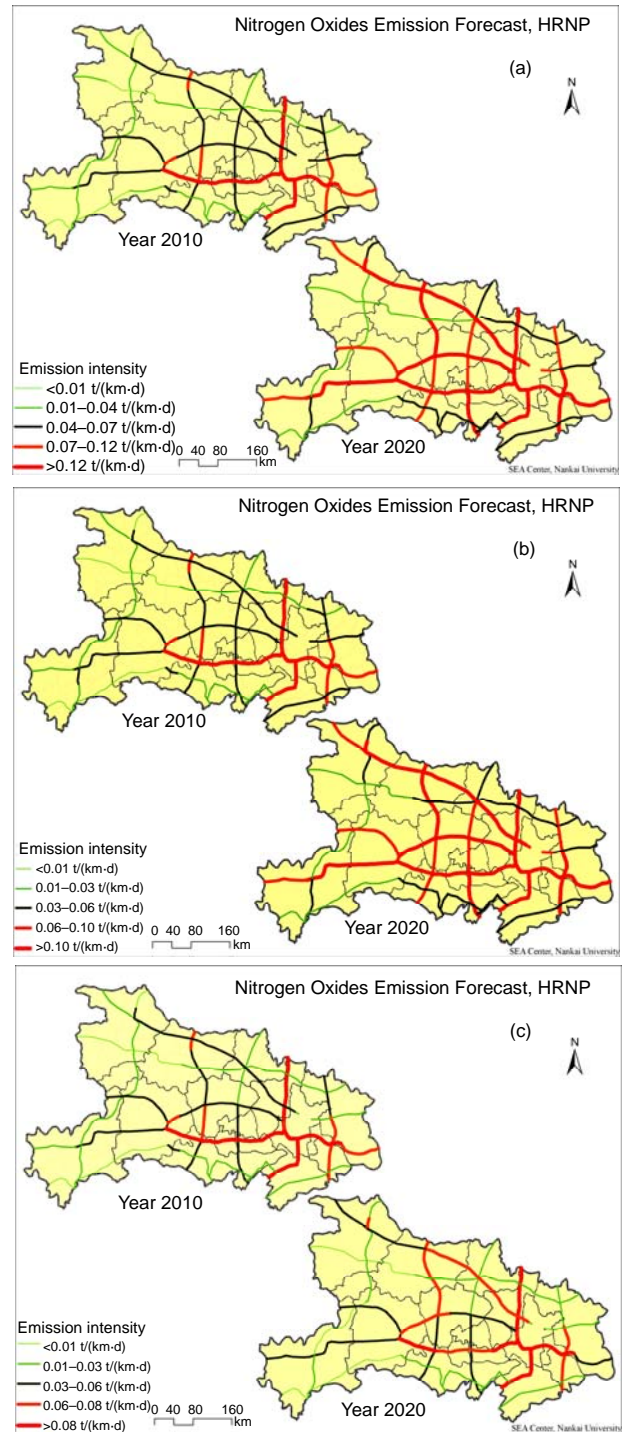 Nitrogen Oxides Emission Forecast, HRNP
(a)
N
Year 2010
Emission intensity
<0.01 t/(km·d)
0.01–0.04 t/(km·d)
0.04–0.07 t/(km·d)
0.07–0.12 t/(km·d)
>0.12 t/(km·d)
0 40 80 160
km
Year 2020
SEA Center, Nankai University
Nitrogen Oxides Emission Forecast, HRNP
(b)
N
Year 2010
Emission intensity
<0.01 t/(km·d)
0.01–0.03 t/(km·d)
0.03–0.06 t/(km·d)
0.06–0.10 t/(km·d)
>0.10 t/(km·d)
0 40 80 160
km
Year 2020
SEA Center, Nankai University
Nitrogen Oxides Emission Forecast, HRNP
(c)
N
Year 2010
Emission intensity
<0.01 t/(km·d)
0.01–0.03 t/(km·d)
0.03–0.06 t/(km·d)
0.06–0.08 t/(km·d)
>0.08 t/(km·d)
0 40 80 160
km
Year 2020
SEA Center, Nankai University